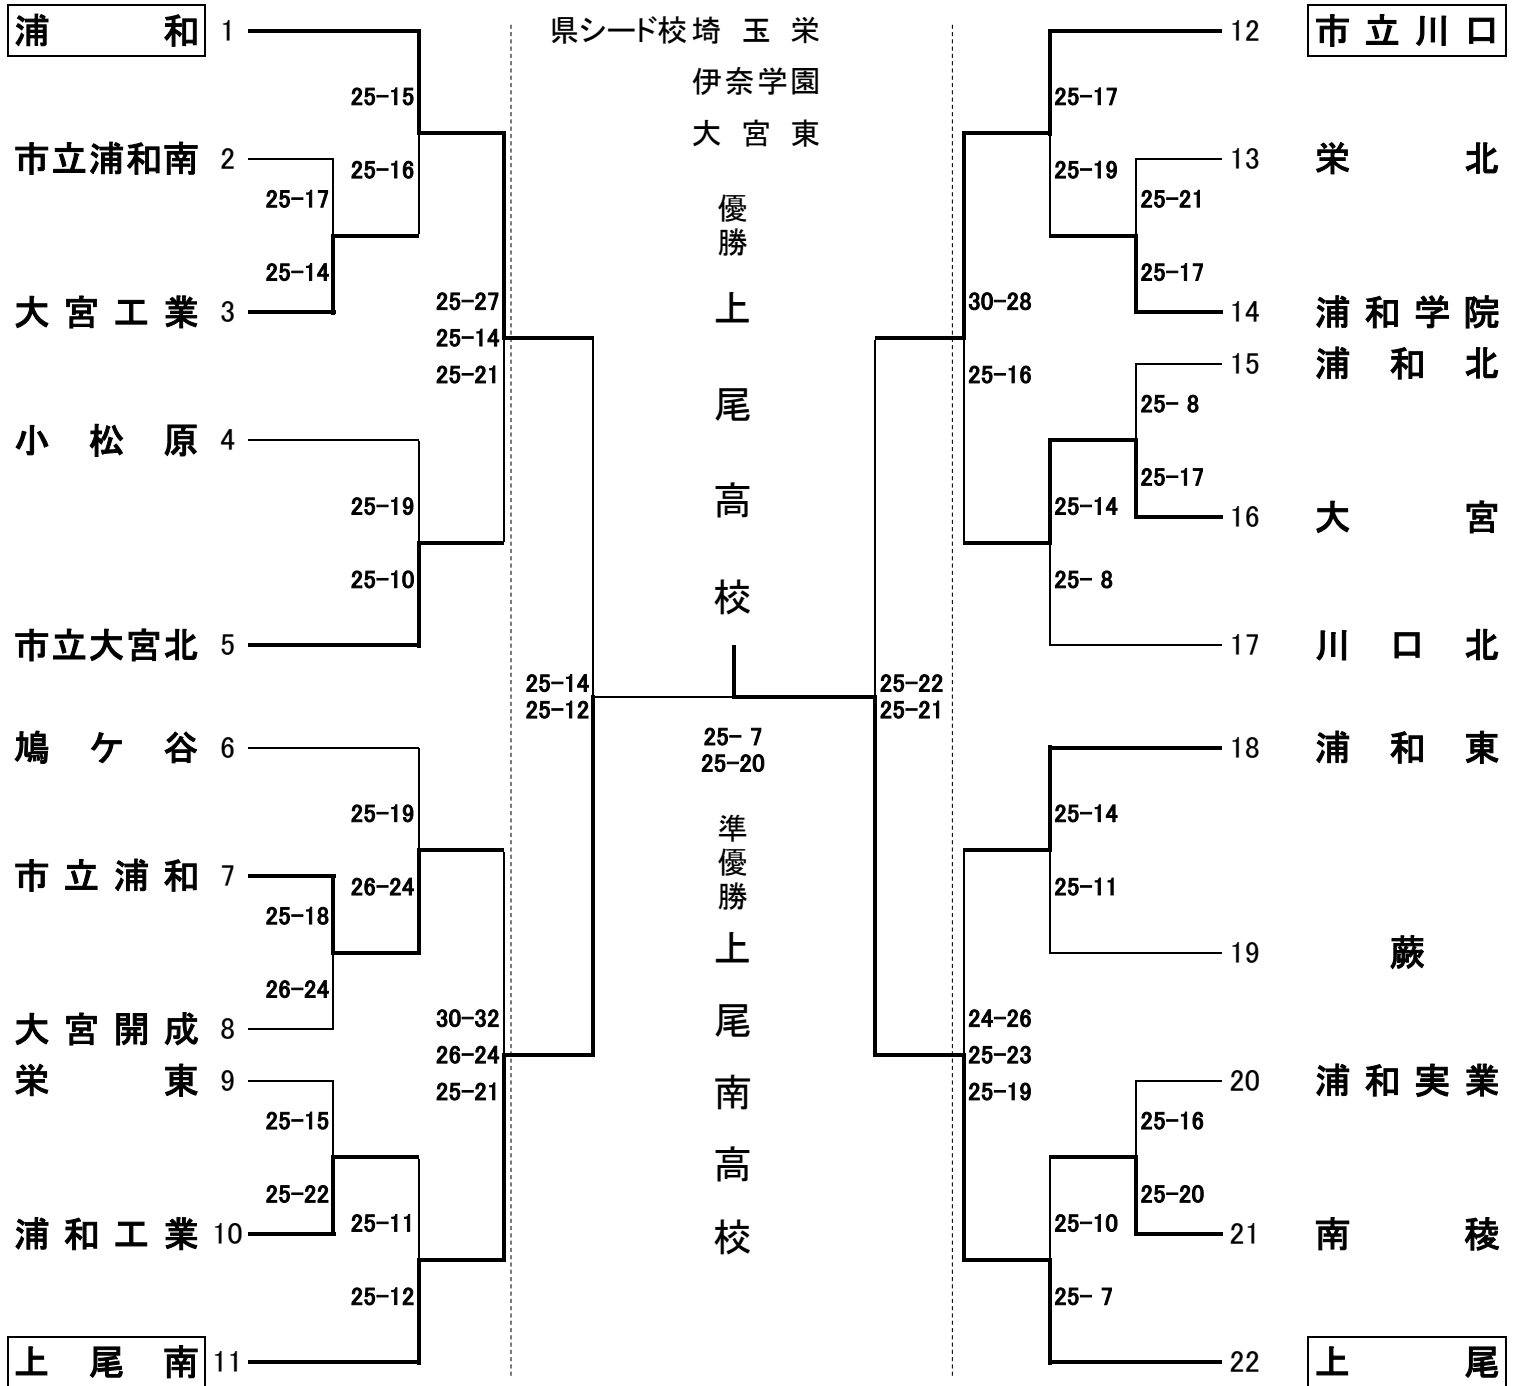 浦和 1
25-15
市立浦和南 2
25-16
25-17
25-14
大宮工業 3
25-27
25-14
25-21
小松原 4
25-19
25-10
市立大宮北 5
25-14
25-12
鳩ケ谷 6
25-19
市立浦和 7
26-24
25-18
26-24
大宮開成 8
30-32
26-24
25-21
栄東 9
25-15
25-22
浦和工業 10
25-11
25-12
上尾南 11
県シード校 埼玉栄
伊奈学園
大宮東
優勝
上尾高校
25- 7
25-20
準優勝
上尾南高校
12 市立川口
25-17
13 栄北
25-19
25-21
25-17
14 浦和学院
30-28
25-16
15 浦和北
25- 8
25-17
16 大宮
25-14
25- 8
17 川口北
25-22
25-21
18 浦和東
25-14
25-11
19 蕨
24-26
25-23
25-19
20 浦和実業
25-16
25-20
21 南稜
25-10
25- 7
22 上尾